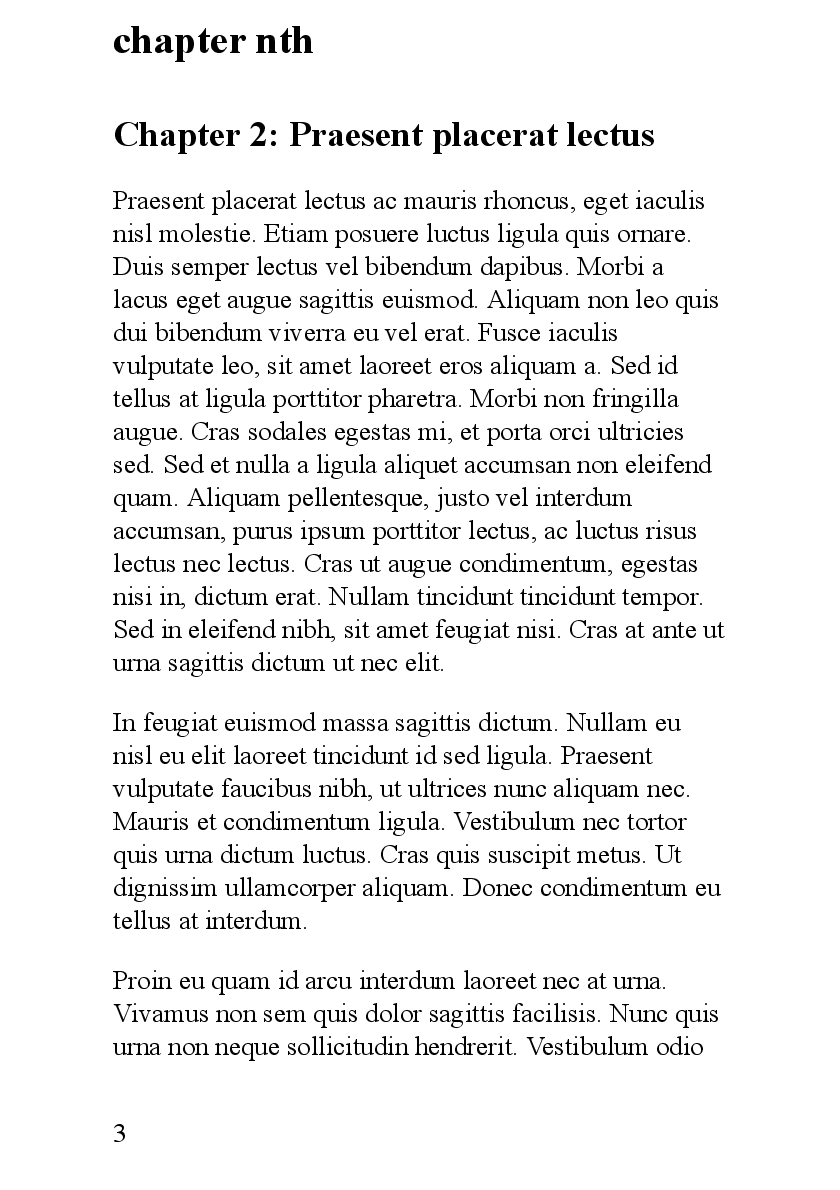 chapter nth
Chapter 2: Praesent placerat lectus
Praesent placerat lectus ac mauris rhoncus, eget iaculis
nisl molestie. Etiam posuere luctus ligula quis ornare.
Duis semper lectus vel bibendum dapibus. Morbi a
lacus eget augue sagittis euismod. Aliquam non leo quis
dui bibendum viverra eu vel erat. Fusce iaculis
vulputate leo, sit amet laoreet eros aliquam a. Sed id
tellus at ligula porttitor pharetra. Morbi non fringilla
augue. Cras sodales egestas mi, et porta orci ultricies
sed. Sed et nulla a ligula aliquet accumsan non eleifend
quam. Aliquam pellentesque, justo vel interdum
accumsan, purus ipsum porttitor lectus, ac luctus risus
lectus nec lectus. Cras ut augue condimentum, egestas
nisi in, dictum erat. Nullam tincidunt tincidunt tempor.
Sed in eleifend nibh, sit amet feugiat nisi. Cras at ante ut
urna sagittis dictum ut nec elit.
In feugiat euismod massa sagittis dictum. Nullam eu
nisl eu elit laoreet tincidunt id sed ligula. Praesent
vulputate faucibus nibh, ut ultrices nunc aliquam nec.
Mauris et condimentum ligula. Vestibulum nec tortor
quis urna dictum luctus. Cras quis suscipit metus. Ut
dignissim ullamcorper aliquam. Donec condimentum eu
tellus at interdum.
Proin eu quam id arcu interdum laoreet nec at urna.
Vivamus non sem quis dolor sagittis facilisis. Nunc quis
urna non neque sollicitudin hendrerit. Vestibulum odio
3